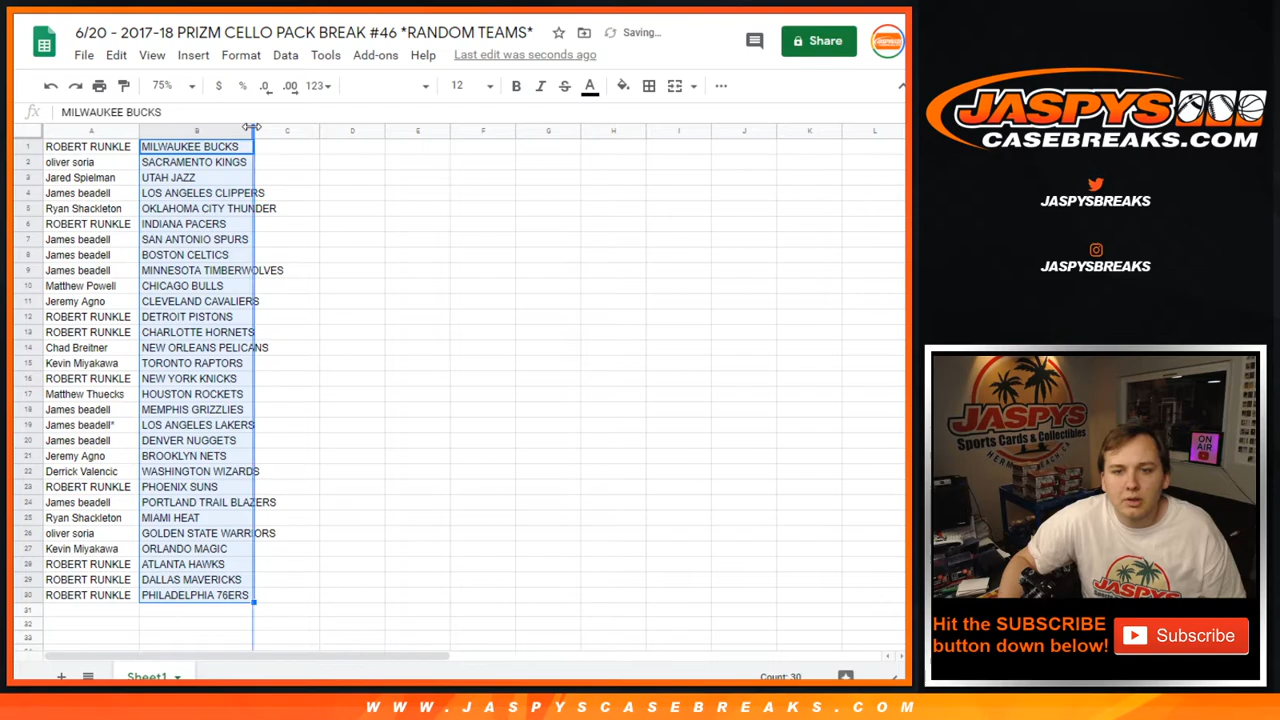 6/20 - 2017-18 PRIZM CELLO PACK BREAK #46 *RANDOM TEAMS*
Saving...
Share
File Edit View Insert Format Data Tools Add-ons Help Last edit was seconds ago
75% $ % .0 .00 123 12 B I S A
fx MILWAUKEE BUCKS
A B C D E F G H I J K L
1 ROBERT RUNKLE MILWAUKEE BUCKS
2 oliver soria SACRAMENTO KINGS
3 Jared Spielman UTAH JAZZ
4 James beadell LOS ANGELES CLIPPERS
5 Ryan Shackleton OKLAHOMA CITY THUNDER
6 ROBERT RUNKLE INDIANA PACERS
7 James beadell SAN ANTONIO SPURS
8 James beadell BOSTON CELTICS
9 James beadell MINNESOTA TIMBERWOLVES
10 Matthew Powell CHICAGO BULLS
11 Jeremy Agno CLEVELAND CAVALIERS
12 ROBERT RUNKLE DETROIT PISTONS
13 ROBERT RUNKLE CHARLOTTE HORNETS
14 Chad Breitner NEW ORLEANS PELICANS
15 Kevin Miyakawa TORONTO RAPTORS
16 ROBERT RUNKLE NEW YORK KNICKS
17 Matthew Thuecks HOUSTON ROCKETS
18 James beadell MEMPHIS GRIZZLIES
19 James beadell* LOS ANGELES LAKERS
20 James beadell DENVER NUGGETS
21 Jeremy Agno BROOKLYN NETS
22 Derrick Valencic WASHINGTON WIZARDS
23 ROBERT RUNKLE PHOENIX SUNS
24 James beadell PORTLAND TRAIL BLAZERS
25 Ryan Shackleton MIAMI HEAT
26 oliver soria GOLDEN STATE WARRIORS
27 Kevin Miyakawa ORLANDO MAGIC
28 ROBERT RUNKLE ATLANTA HAWKS
29 ROBERT RUNKLE DALLAS MAVERICKS
30 ROBERT RUNKLE PHILADELPHIA 76ERS
31
32
33
Sheet1
Count: 30
JASPYS
CASEBREAKS.COM
JASPYSBREAKS
JASPYSBREAKS
JASPYS
Sports Cards & Collectibles
ON AIR
JASPYS
Hit the SUBSCRIBE
button down below!
Subscribe
WWW.JASPYSCASEBREAKS.COM